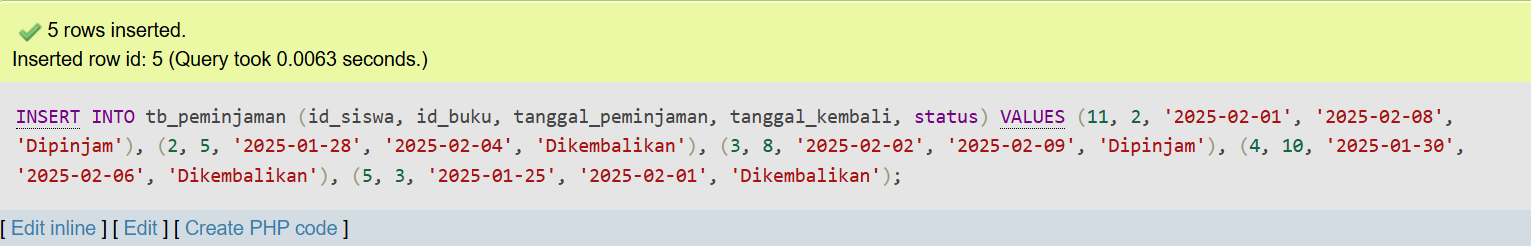 5 rows inserted.
Inserted row id: 5 (Query took 0.0063 seconds.)
INSERT INTO tb_peminjaman (id_siswa, id_buku, tanggal_peminjaman, tanggal_kembali, status) VALUES (11, 2, '2025-02-01', '2025-02-08',
'Dipinjam'), (2, 5, '2025-01-28', '2025-02-04', 'Dikembalikan'), (3, 8, '2025-02-02', '2025-02-09', 'Dipinjam'), (4, 10, '2025-01-30',
'2025-02-06', 'Dikembalikan'), (5, 3, '2025-01-25', '2025-02-01', 'Dikembalikan');
[ Edit inline ] [ Edit ] [ Create PHP code ]